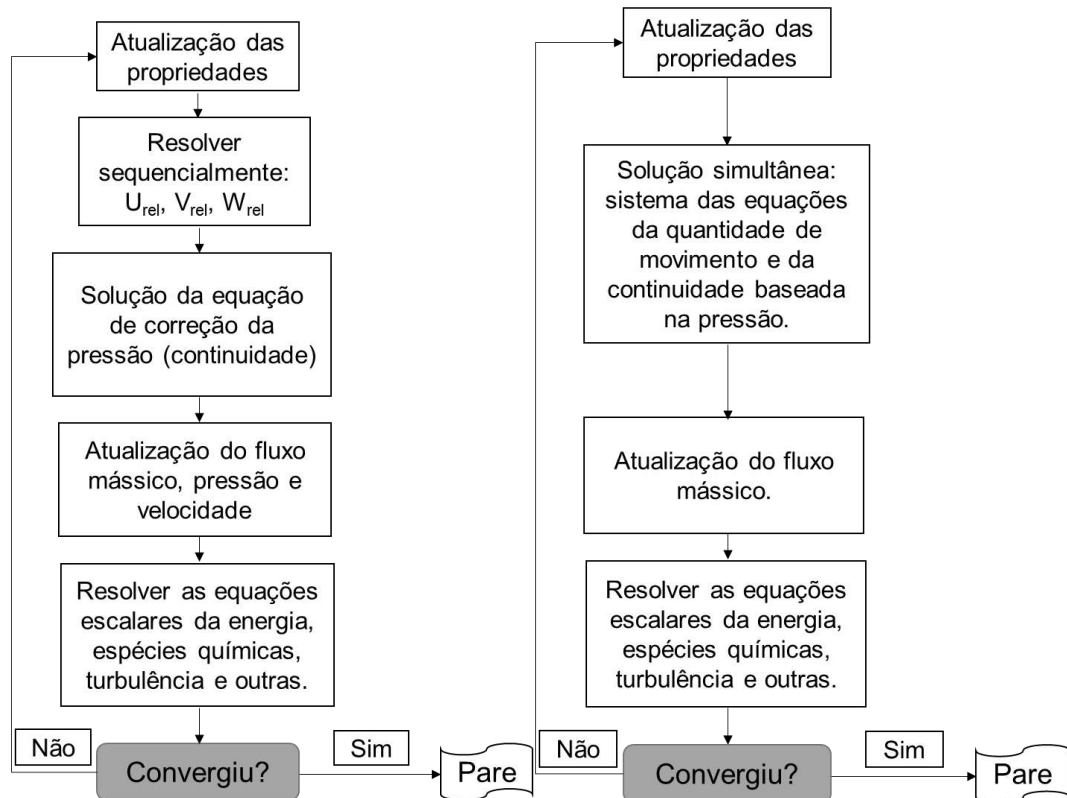 Atualização das
propriedades
Resolver
sequencialmente:
Urel, Vrel, Wrel
Solução da equação
de correção da
pressão (continuidade)
Atualização do fluxo
mássico, pressão e
velocidade
Resolver as equações
escalares da energia,
espécies químicas,
turbulência e outras.
Não
Sim
Convergiu?
Pare
Atualização das
propriedades
Solução simultânea:
sistema das equações
da quantidade de
movimento e da
continuidade baseada
na pressão.
Atualização do fluxo
mássico.
Resolver as equações
escalares da energia,
espécies químicas,
turbulência e outras.
Não
Sim
Convergiu?
Pare